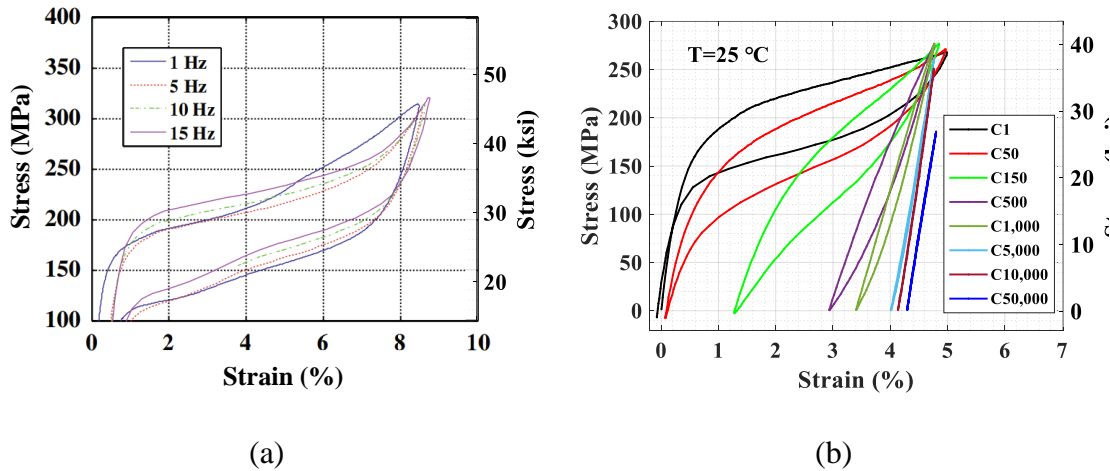 400
350
300
250
200
150
100
Stress (MPa)
1 Hz
5 Hz
10 Hz
15 Hz
50
40
30
20
Stress (ksi)
0 2 4 6 8 10
Strain (%)
(a)
300
250
200
150
100
50
0
Stress (MPa)
T=25 °C
C1
C50
C150
C500
C1,000
C5,000
C10,000
C50,000
40
30
20
10
0
0 1 2 3 4 5 6 7
Strain (%)
(b)